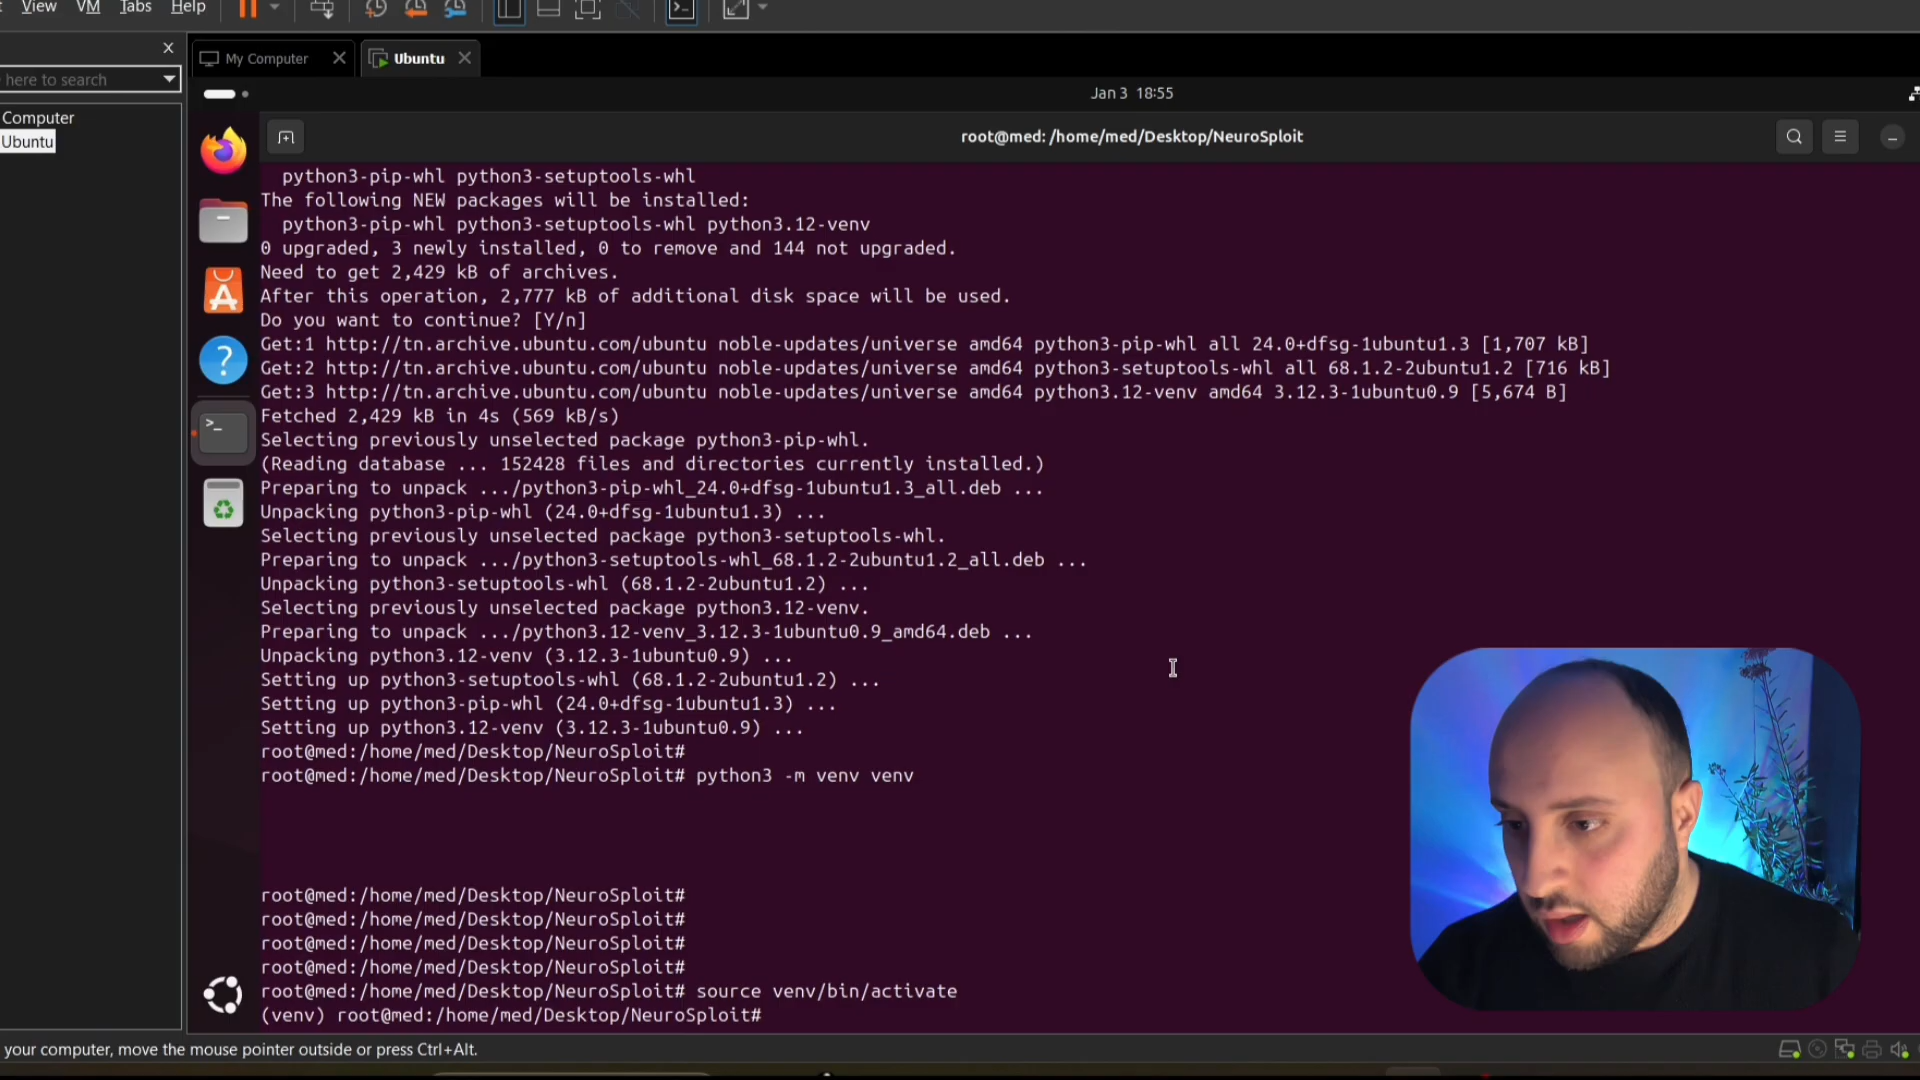 View VM Tabs Help
here to search
Computer
Ubuntu
My Computer
Ubuntu
Jan 3 18:55
root@med: /home/med/Desktop/NeuroSploit
python3-pip-whl python3-setuptools-whl
The following NEW packages will be installed:
python3-pip-whl python3-setuptools-whl python3.12-venv
0 upgraded, 3 newly installed, 0 to remove and 144 not upgraded.
Need to get 2,429 kB of archives.
After this operation, 2,777 kB of additional disk space will be used.
Do you want to continue? [Y/n]
Get:1 http://tn.archive.ubuntu.com/ubuntu noble-updates/universe amd64 python3-pip-whl all 24.0+dfsg-1ubuntu1.3 [1,707 kB]
Get:2 http://tn.archive.ubuntu.com/ubuntu noble-updates/universe amd64 python3-setuptools-whl all 68.1.2-2ubuntu1.2 [716 kB]
Get:3 http://tn.archive.ubuntu.com/ubuntu noble-updates/universe amd64 python3.12-venv amd64 3.12.3-1ubuntu0.9 [5,674 B]
Fetched 2,429 kB in 4s (569 kB/s)
Selecting previously unselected package python3-pip-whl.
(Reading database ... 152428 files and directories currently installed.)
Preparing to unpack .../python3-pip-whl_24.0+dfsg-1ubuntu1.3_all.deb ...
Unpacking python3-pip-whl (24.0+dfsg-1ubuntu1.3) ...
Selecting previously unselected package python3-setuptools-whl.
Preparing to unpack .../python3-setuptools-whl_68.1.2-2ubuntu1.2_all.deb ...
Unpacking python3-setuptools-whl (68.1.2-2ubuntu1.2) ...
Selecting previously unselected package python3.12-venv.
Preparing to unpack .../python3.12-venv_3.12.3-1ubuntu0.9_amd64.deb ...
Unpacking python3.12-venv (3.12.3-1ubuntu0.9) ...
Setting up python3-setuptools-whl (68.1.2-2ubuntu1.2) ...
Setting up python3-pip-whl (24.0+dfsg-1ubuntu1.3) ...
Setting up python3.12-venv (3.12.3-1ubuntu0.9) ...
root@med:/home/med/Desktop/NeuroSploit#
root@med:/home/med/Desktop/NeuroSploit# python3 -m venv venv
root@med:/home/med/Desktop/NeuroSploit#
root@med:/home/med/Desktop/NeuroSploit#
root@med:/home/med/Desktop/NeuroSploit#
root@med:/home/med/Desktop/NeuroSploit#
root@med:/home/med/Desktop/NeuroSploit# source venv/bin/activate
(venv) root@med:/home/med/Desktop/NeuroSploit#
your computer, move the mouse pointer outside or press Ctrl+Alt.